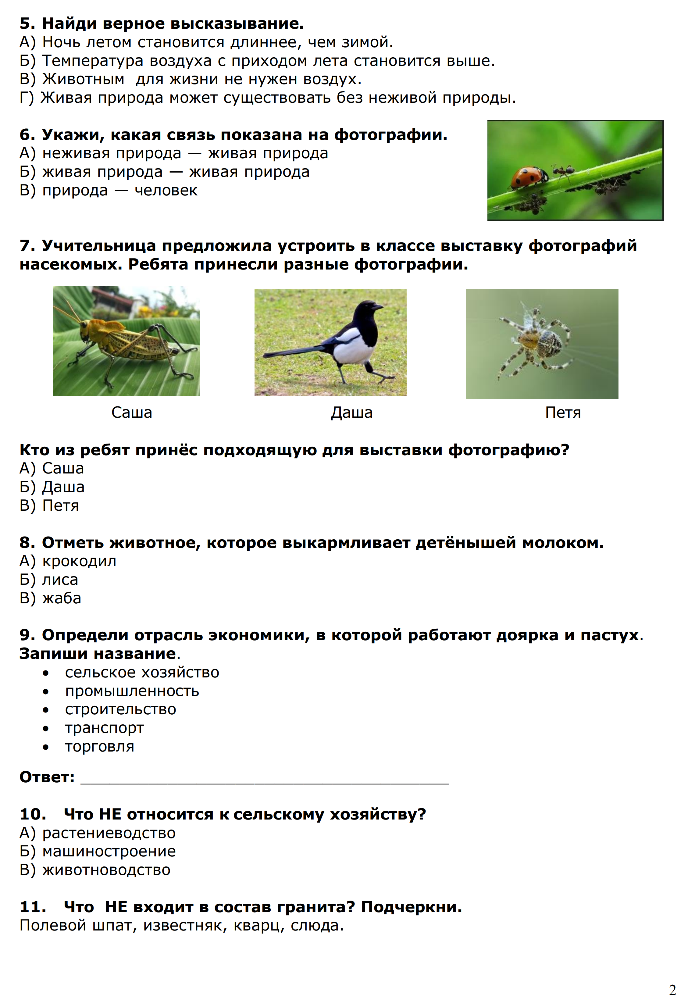 5. Найди верное высказывание.
А) Ночь летом становится длиннее, чем зимой.
Б) Температура воздуха с приходом лета становится выше.
В) Животным  для жизни не нужен воздух.
Г) Живая природа может существовать без неживой природы.
6. Укажи, какая связь показана на фотографии.
А) неживая природа — живая природа
Б) живая природа — живая природа
В) природа — человек
7. Учительница предложила устроить в классе выставку фотографий
насекомых. Ребята принесли разные фотографии.
Саша Даша Петя
Кто из ребят принёс подходящую для выставки фотографию?
А) Саша
Б) Даша
В) Петя
8. Отметь животное, которое выкармливает детёнышей молоком.
А) крокодил
Б) лиса
В) жаба
9. Определи отрасль экономики, в которой работают доярка и пастух.
Запиши название.
• сельское хозяйство
• промышленность
• строительство
• транспорт
• торговля
Ответ: ______________________________________
10. Что НЕ относится к сельскому хозяйству?
А) растениеводство
Б) машиностроение
В) животноводство
11. Что  НЕ входит в состав гранита? Подчеркни.
Полевой шпат, известняк, кварц, слюда.
2